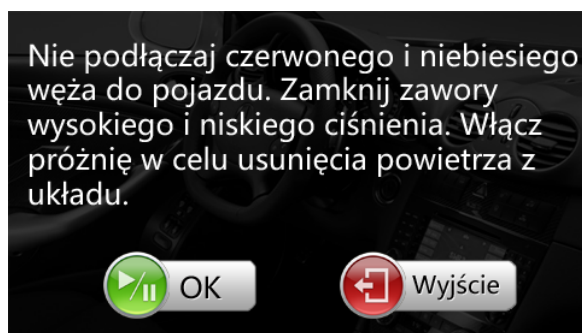 Nie podłączaj czerwonego i niebiesiego
węża do pojazdu. Zamknij zawory
wysokiego i niskiego ciśnienia. Włącz
próżnię w celu usunięcia powietrza z
układu.
OK
Wyjście